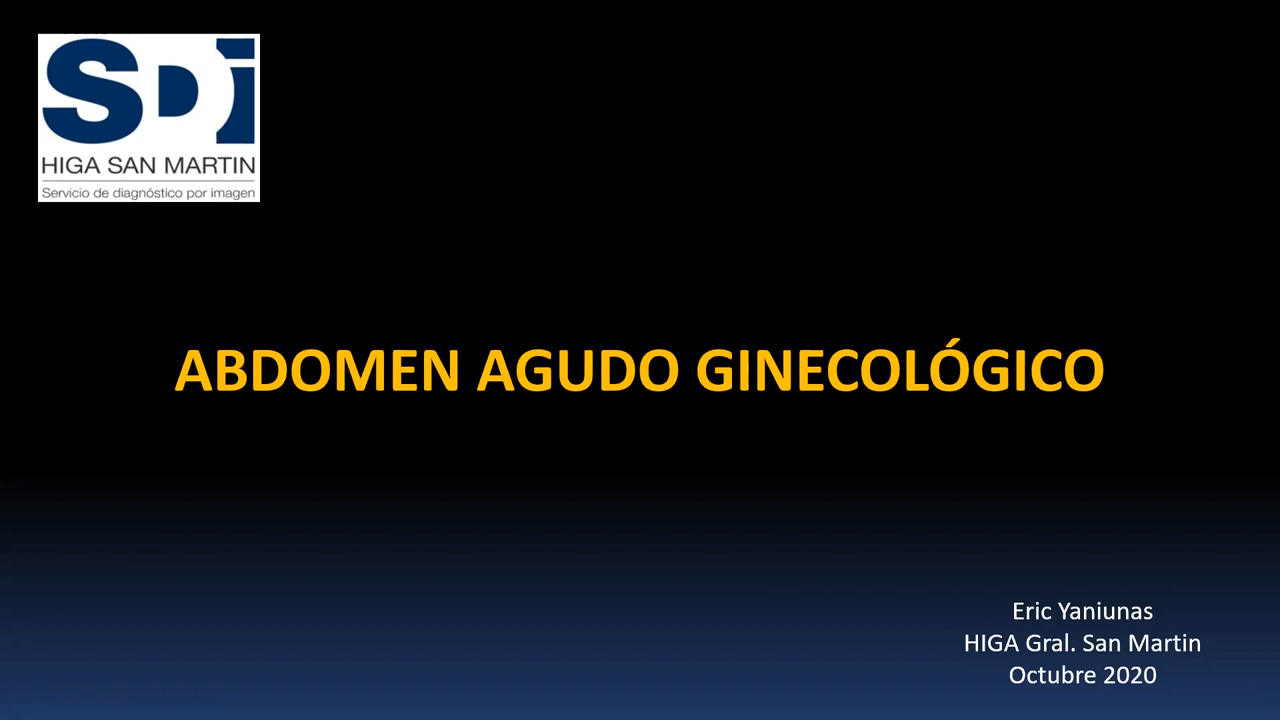 SDi
HIGA SAN MARTIN
Servicio de diagnóstico por imagen
ABDOMEN AGUDO GINECOLÓGICO
Eric Yaniunas
HIGA Gral. San Martin
Octubre 2020